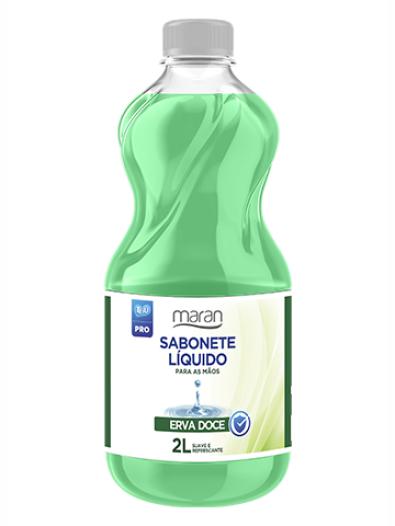 PRO
maran
SABONETE
LÍQUIDO
PARA AS MÃOS
ERVA DOCE
2L SUAVE E
REFRESCANTE